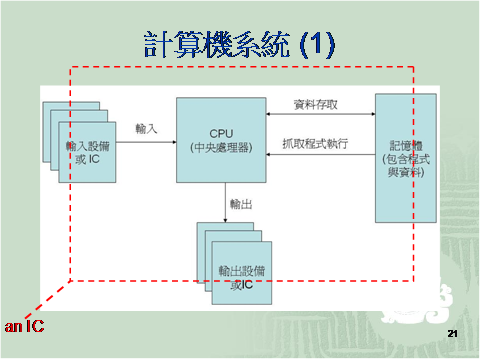 計算機系統 (1)
輸入設備
或 IC
輸入
CPU
(中央處理器)
資料存取
抓取程式執行
記憶體
(包含程式
與資料)
輸出
輸出設備
或IC
an IC
21